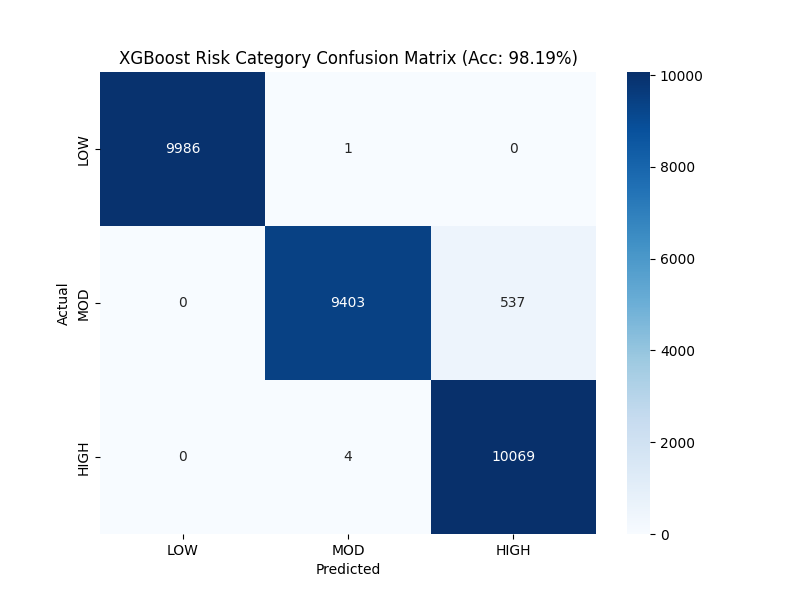 XGBoost Risk Category Confusion Matrix (Acc: 98.19%)
LOW 9986 1 0
MOD 0 9403 537
HIGH 0 4 10069
Actual
LOW MOD HIGH
Predicted
10000
8000
6000
4000
2000
0